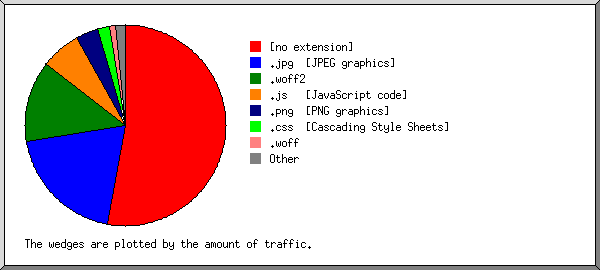 [no extension]
.jpg [JPEG graphics]
.woff2
.js [JavaScript code]
.png [PNG graphics]
.css [Cascading Style Sheets]
.woff
Other
The wedges are plotted by the amount of traffic.